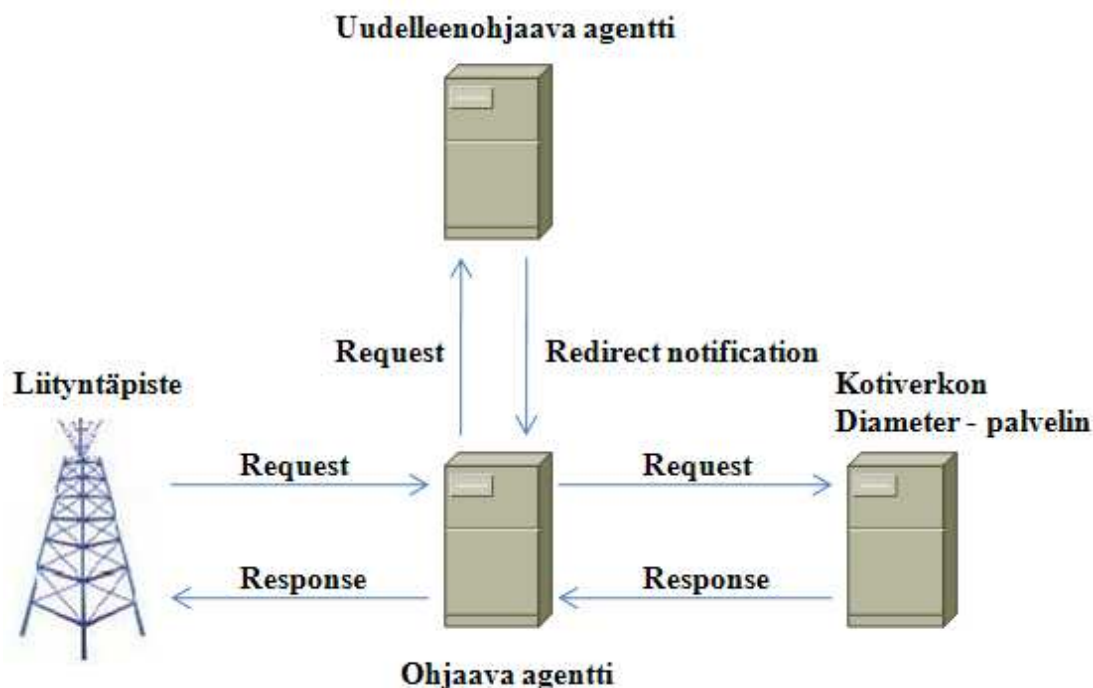 Uudelleenohjaava agentti
Request
Redirect notification
Liityntäpiste
Kotiverkon
Diameter - palvelin
Request
Request
Response
Response
Ohjaava agentti